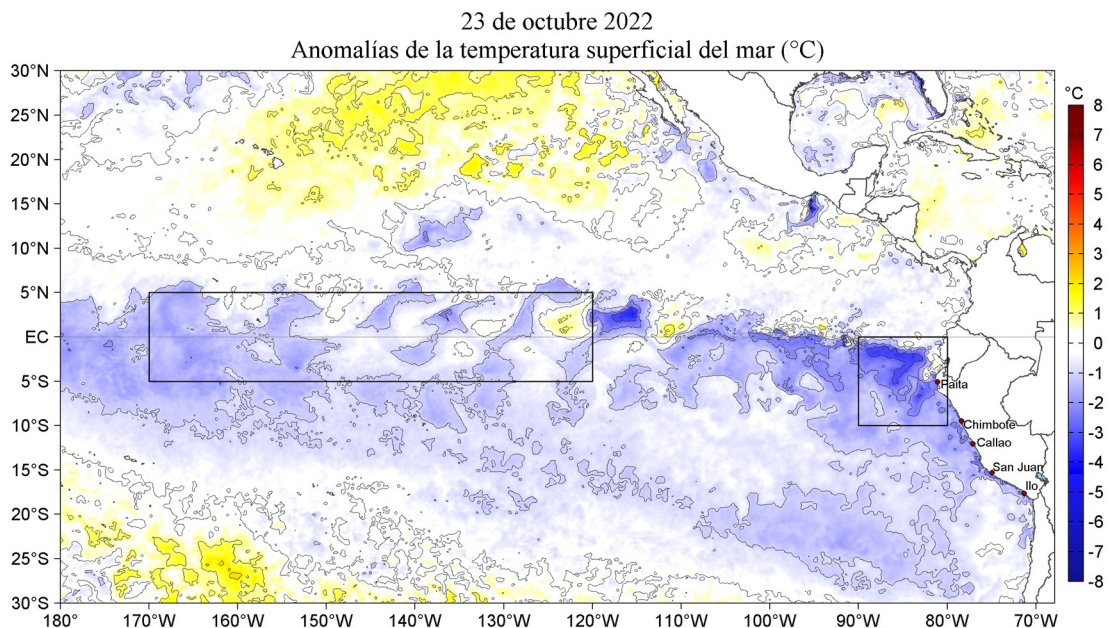 23 de octubre 2022
Anomalías de la temperatura superficial del mar (°C)
30°N
25°N
20°N
15°N
10°N
5°N
EC
5°S
10°S
15°S
20°S
25°S
30°S
180
170°W
160°W
150°W
140°W
130°W
120°W
110°W
100°W
90°W
80°W
70°W
Paita
Chimbote
Callao
San Juan
Ilo
°C
8
7
6
5
4
3
2
1
0
-1
-2
-3
-4
-5
-6
-7
-8